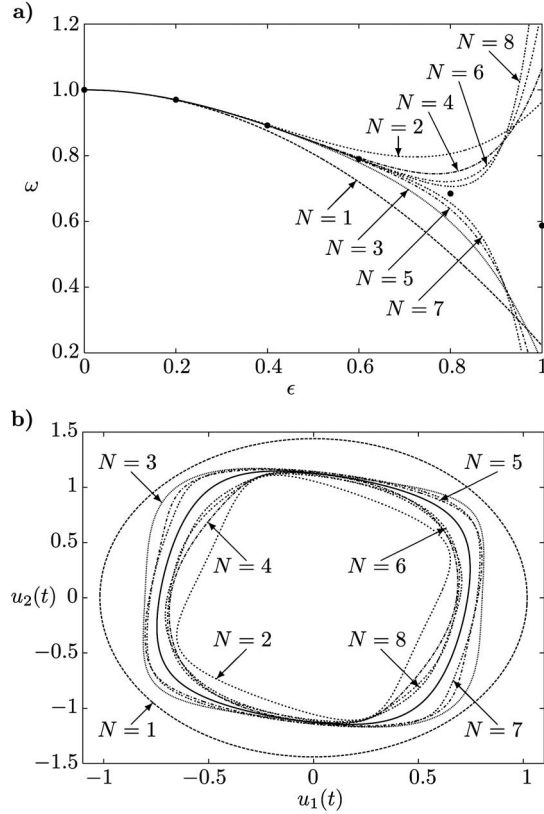 a)
1.2
1.0
0.8
0.6
0.4
0.2
ω
N = 8
N = 6
N = 4
N = 2
N = 1
N = 3
N = 5
N = 7
0 0.2 0.4 0.6 0.8 1
ϵ
b)
1.5
1
0.5
0
−0.5
−1
−1.5
u₂(t)
N = 3
N = 5
N = 4
N = 6
N = 2
N = 8
N = 1
N = 7
−1 −0.5 0 0.5 1
u₁(t)